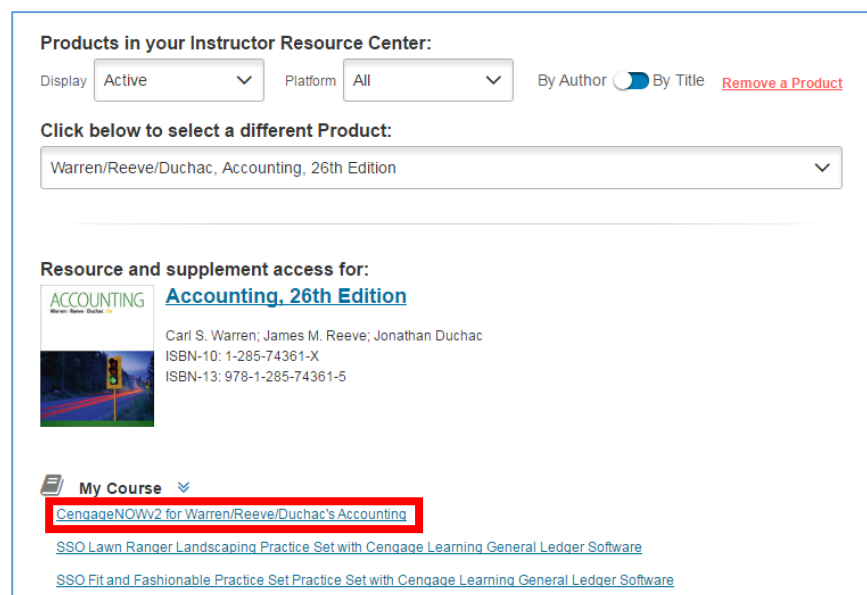 Products in your Instructor Resource Center:
Display Active Platform All By Author By Title Remove a Product
Click below to select a different Product:
Warren/Reeve/Duchac, Accounting, 26th Edition
Resource and supplement access for:
ACCOUNTING
Warren Reeve Duchac 26e
Accounting, 26th Edition
Carl S. Warren; James M. Reeve; Jonathan Duchac
ISBN-10: 1-285-74361-X
ISBN-13: 978-1-285-74361-5
My Course
CengageNOWv2 for Warren/Reeve/Duchac's Accounting
SSO Lawn Ranger Landscaping Practice Set with Cengage Learning General Ledger Software
SSO Fit and Fashionable Practice Set Practice Set with Cengage Learning General Ledger Software